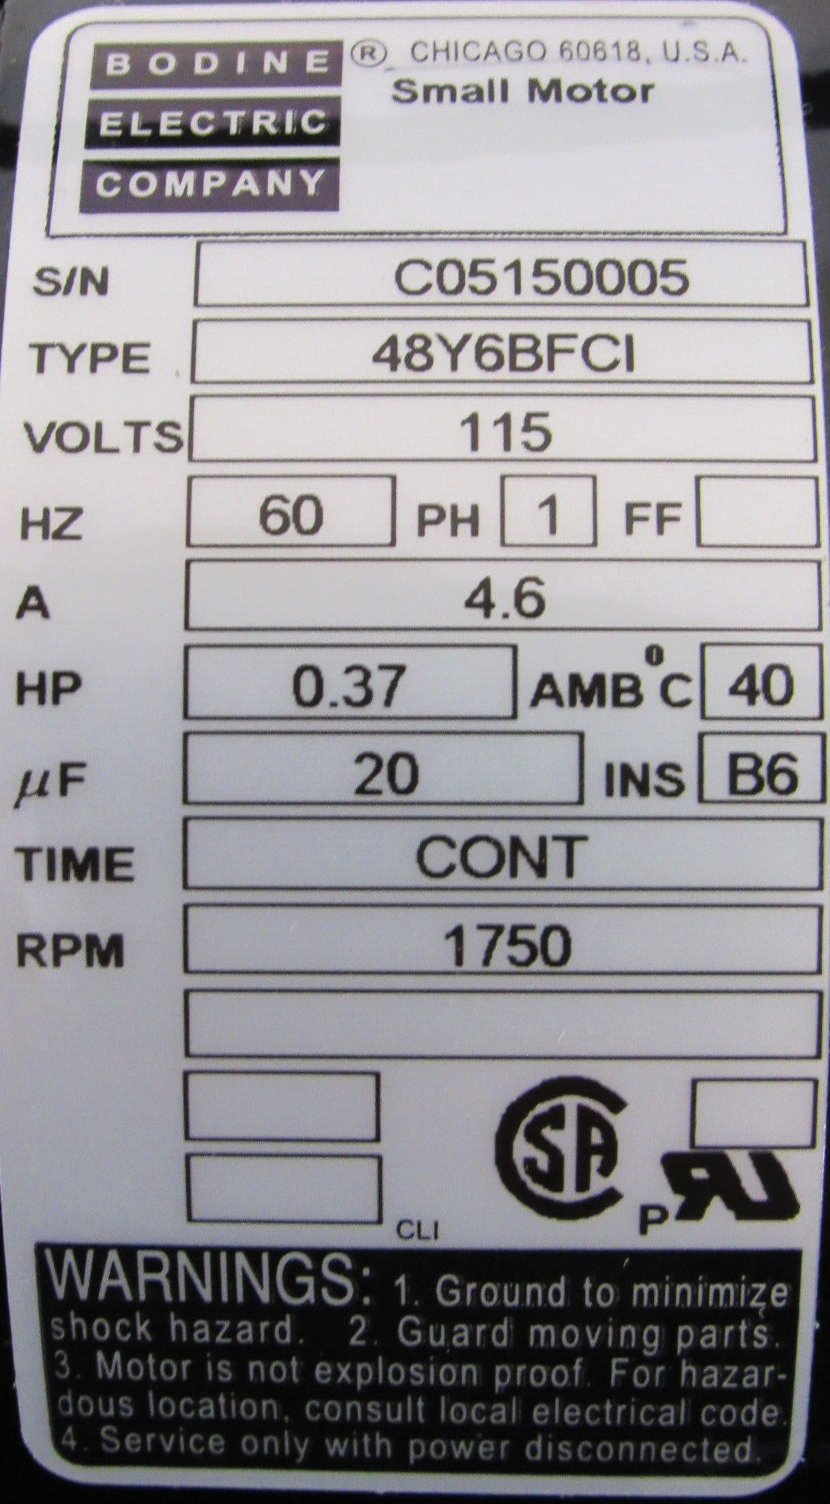 BODINE ® CHICAGO 60618, U.S.A.
ELECTRIC Small Motor
COMPANY
S/N C05150005
TYPE 48Y6BFCI
VOLTS 115
HZ 60 PH 1 FF
A 4.6
HP 0.37 AMB°C 40
µF 20 INS B6
TIME CONT
RPM 1750
CSA
P RU
CLI
WARNINGS: 1. Ground to minimize
shock hazard. 2. Guard moving parts.
3. Motor is not explosion proof. For hazar-
dous location, consult local electrical code.
4. Service only with power disconnected.